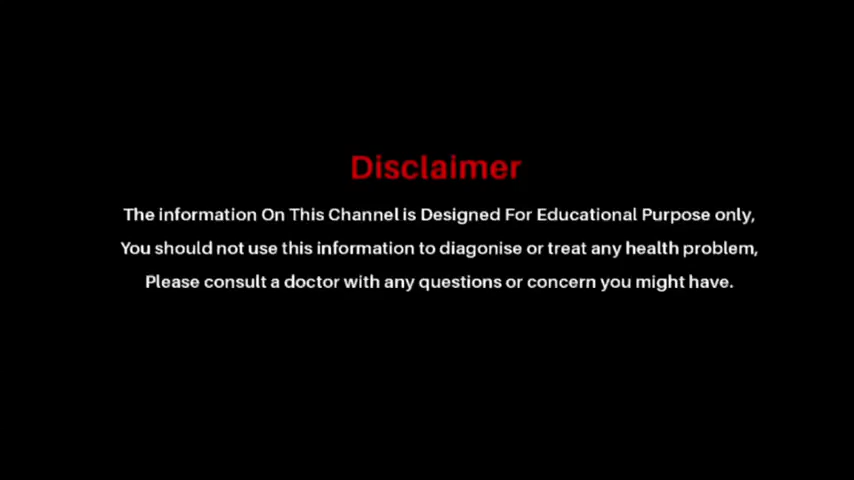 Disclaimer
The information On This Channel is Designed For Educational Purpose only,
You should not use this information to diagonise or treat any health problem,
Please consult a doctor with any questions or concern you might have.